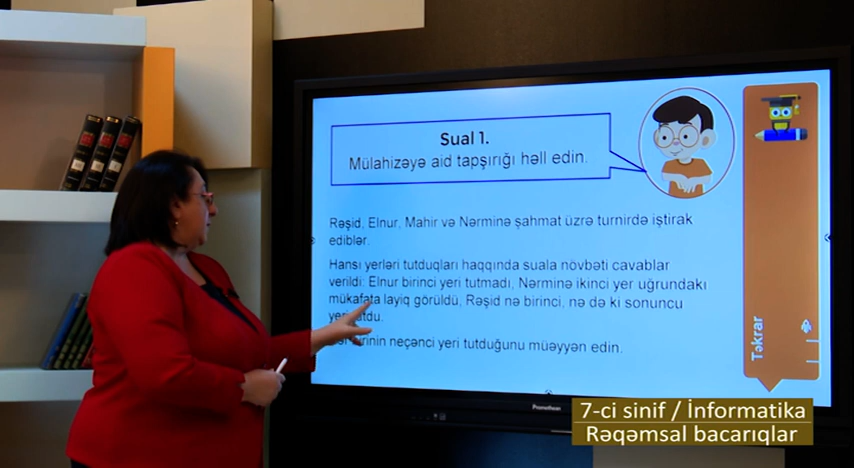 Sual 1.
Mülahizəyə aid tapşırığı həll edin.
Rəşid, Elnur, Mahir və Nərminə şahmat üzrə turnirdə iştirak
ediblər.
Hansı yerləri tutduqları haqqında suala növbəti cavablar
verildi: Elnur birinci yeri tutmadı, Nərminə ikinci yer uğrundakı
mükafata layiq görüldü, Rəşid nə birinci, nə də ki sonuncu
neçənci yeri tutduğunu müəyyən edin.
Təkrar
Promethean
7-ci sinif / İnformatika
Rəqəmsal bacarıqlar